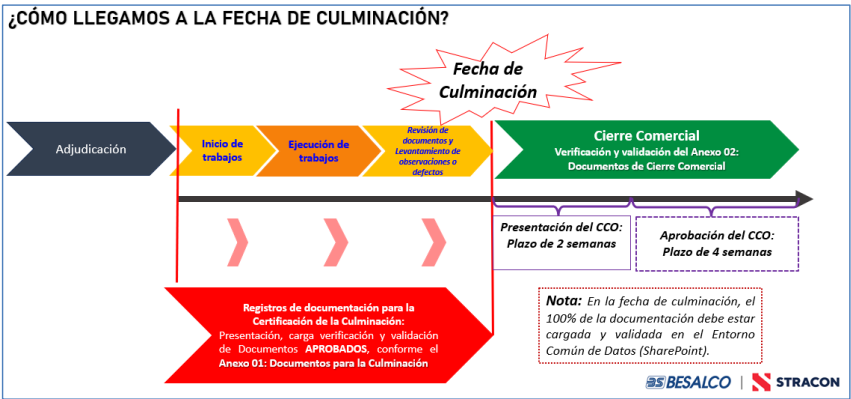 ¿CÓMO LLEGAMOS A LA FECHA DE CULMINACIÓN?
Fecha de
Culminación
Adjudicación
Inicio de
trabajos
Ejecución de
trabajos
Revisión de
documentos y
Levantamiento de
observaciones o
defectos
Cierre Comercial
Verificación y validación del Anexo 02:
Documentos de Cierre Comercial
Presentación del CCO:
Plazo de 2 semanas
Aprobación del CCO:
Plazo de 4 semanas
Registros de documentación para la
Certificación de la Culminación:
Presentación, carga verificación y validación
de Documentos APROBADOS, conforme el
Anexo 01: Documentos para la Culminación
Nota: En la fecha de culminación, el
100% de la documentación debe estar
cargada y validada en el Entorno
Común de Datos (SharePoint).
BS BESALCO | STRACON